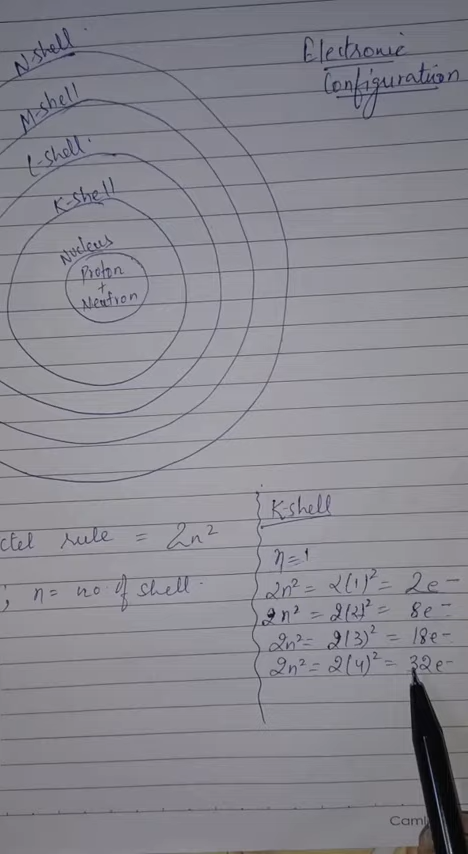 Electronic
Configuration
N-shell
M-shell
L-shell
K-shell
Nucleus
Proton
+
Neutron
ctel rule = 2n²
; n = no of shell.
K-shell
n=1
2n² = 2(1)² = 2e-
2n² = 2(2)² = 8e-
2n² = 2(3)² = 18e-
2n² = 2(4)² = 32e-